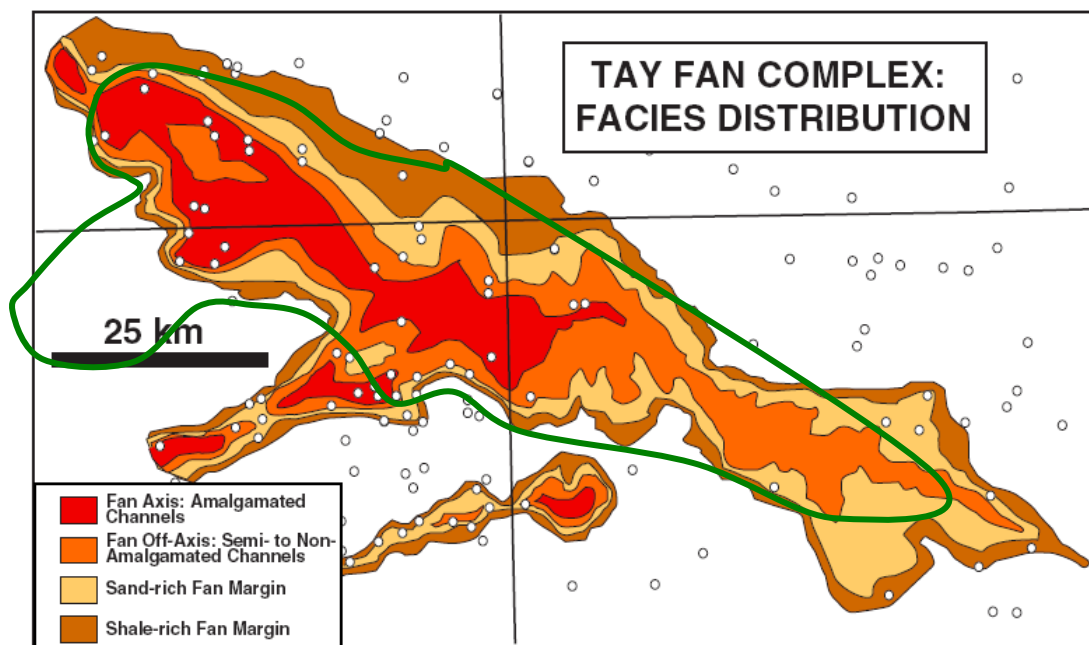 TAY FAN COMPLEX:
FACIES DISTRIBUTION
25 km
Fan Axis: Amalgamated
Channels
Fan Off-Axis: Semi- to Non-
Amalgamated Channels
Sand-rich Fan Margin
Shale-rich Fan Margin